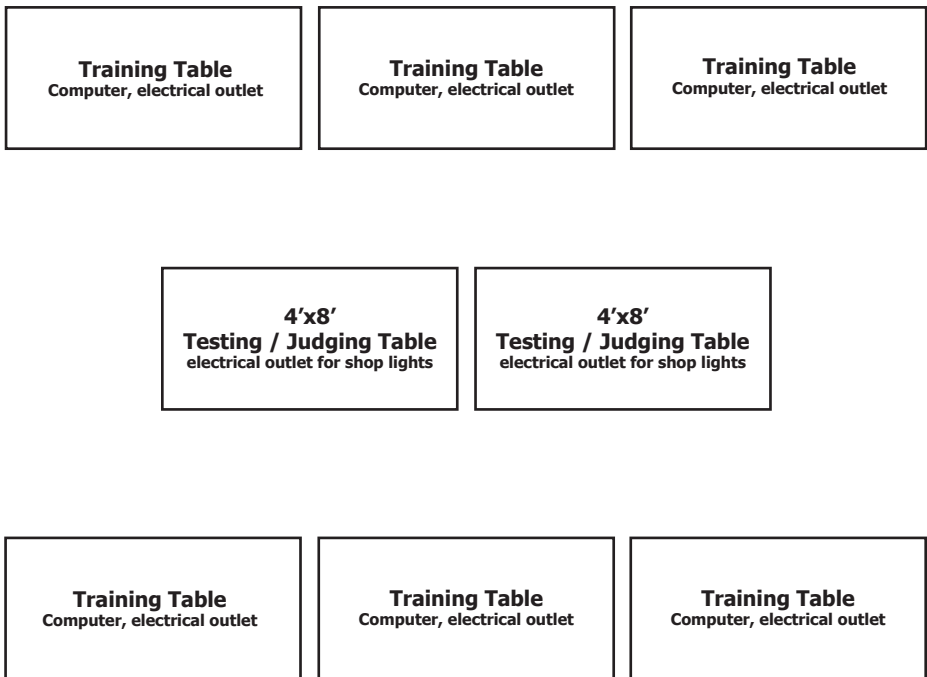 Training Table
Computer, electrical outlet
Training Table
Computer, electrical outlet
Training Table
Computer, electrical outlet
4’x8’
Testing / Judging Table
electrical outlet for shop lights
4’x8’
Testing / Judging Table
electrical outlet for shop lights
Training Table
Computer, electrical outlet
Training Table
Computer, electrical outlet
Training Table
Computer, electrical outlet